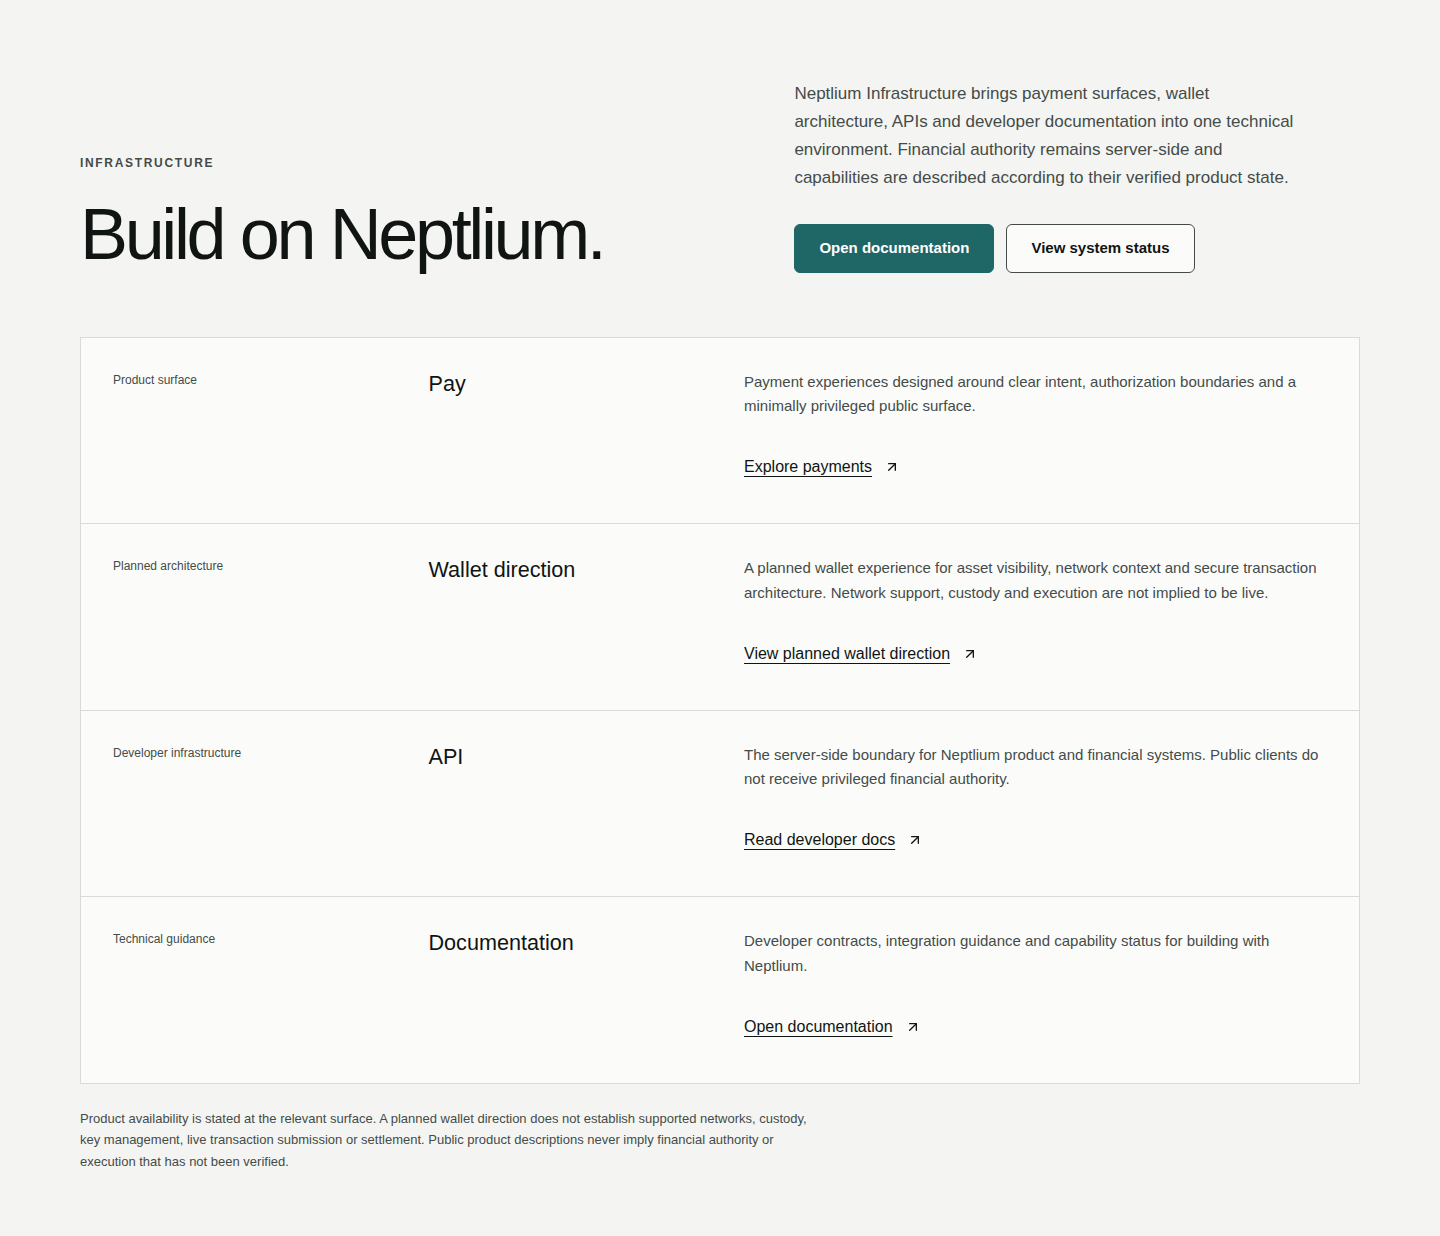 INFRASTRUCTURE
Build on Neptlium.
Neptlium Infrastructure brings payment surfaces, wallet
architecture, APIs and developer documentation into one technical
environment. Financial authority remains server-side and
capabilities are described according to their verified product state.
Open documentation
View system status
Product surface
Pay
Payment experiences designed around clear intent, authorization boundaries and a
minimally privileged public surface.
Explore payments
Planned architecture
Wallet direction
A planned wallet experience for asset visibility, network context and secure transaction
architecture. Network support, custody and execution are not implied to be live.
View planned wallet direction
Developer infrastructure
API
The server-side boundary for Neptlium product and financial systems. Public clients do
not receive privileged financial authority.
Read developer docs
Technical guidance
Documentation
Developer contracts, integration guidance and capability status for building with
Neptlium.
Open documentation
Product availability is stated at the relevant surface. A planned wallet direction does not establish supported networks, custody,
key management, live transaction submission or settlement. Public product descriptions never imply financial authority or
execution that has not been verified.